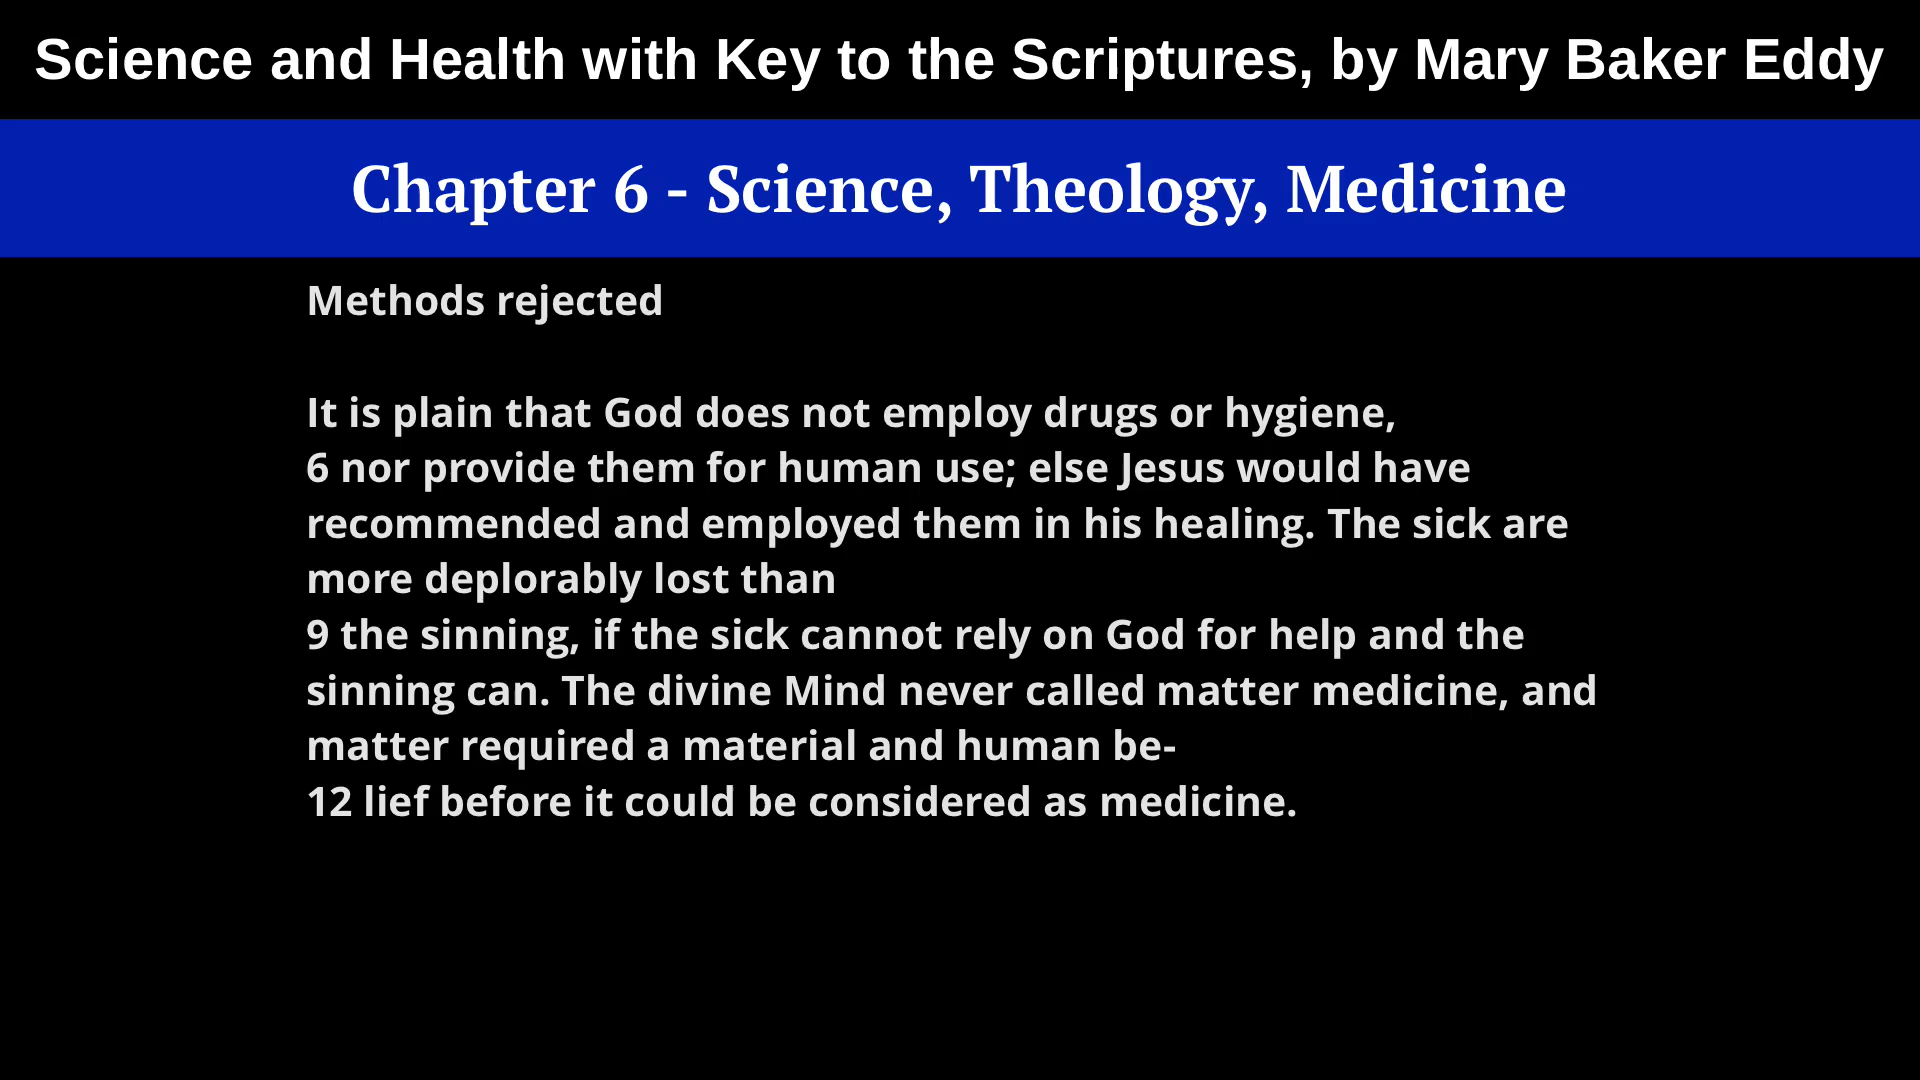 Science and Health with Key to the Scriptures, by Mary Baker Eddy
Chapter 6 - Science, Theology, Medicine
Methods rejected
It is plain that God does not employ drugs or hygiene,
6 nor provide them for human use; else Jesus would have
recommended and employed them in his healing. The sick are
more deplorably lost than
9 the sinning, if the sick cannot rely on God for help and the
sinning can. The divine Mind never called matter medicine, and
matter required a material and human be-
12 lief before it could be considered as medicine.